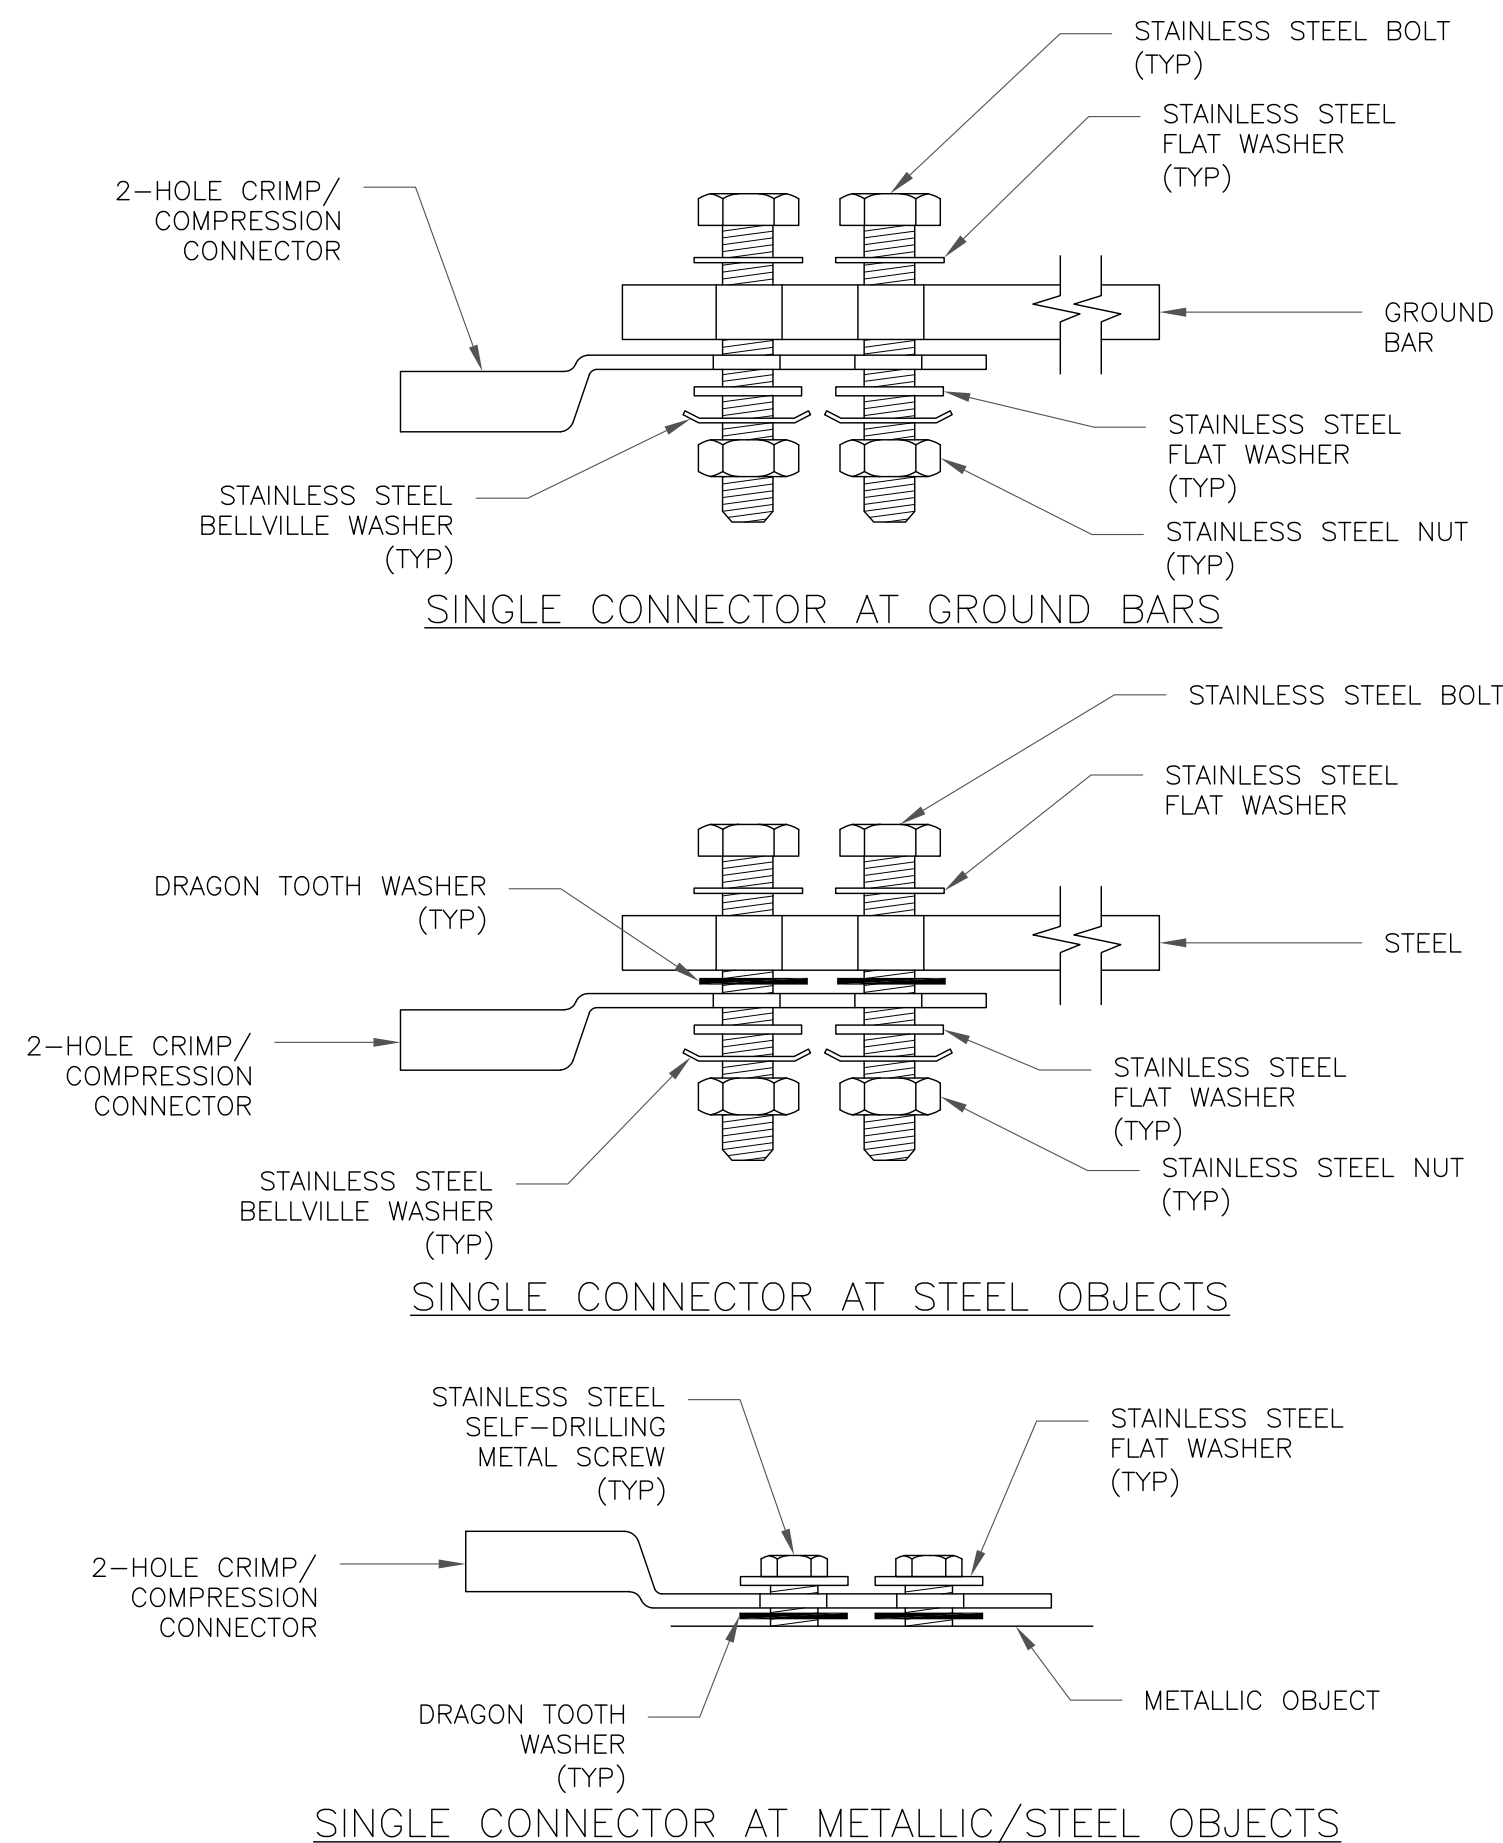 STAINLESS STEEL BOLT
(TYP)
STAINLESS STEEL
FLAT WASHER
(TYP)
2-HOLE CRIMP/
COMPRESSION
CONNECTOR
GROUND
BAR
STAINLESS STEEL
FLAT WASHER
(TYP)
STAINLESS STEEL
BELLVILLE WASHER
(TYP)
STAINLESS STEEL NUT
(TYP)
SINGLE CONNECTOR AT GROUND BARS
STAINLESS STEEL BOLT
STAINLESS STEEL
FLAT WASHER
DRAGON TOOTH WASHER
(TYP)
STEEL
2-HOLE CRIMP/
COMPRESSION
CONNECTOR
STAINLESS STEEL
FLAT WASHER
(TYP)
STAINLESS STEEL NUT
(TYP)
STAINLESS STEEL
BELLVILLE WASHER
(TYP)
SINGLE CONNECTOR AT STEEL OBJECTS
STAINLESS STEEL
SELF-DRILLING
METAL SCREW
(TYP)
STAINLESS STEEL
FLAT WASHER
(TYP)
2-HOLE CRIMP/
COMPRESSION
CONNECTOR
DRAGON TOOTH
WASHER
(TYP)
METALLIC OBJECT
SINGLE CONNECTOR AT METALLIC/STEEL OBJECTS